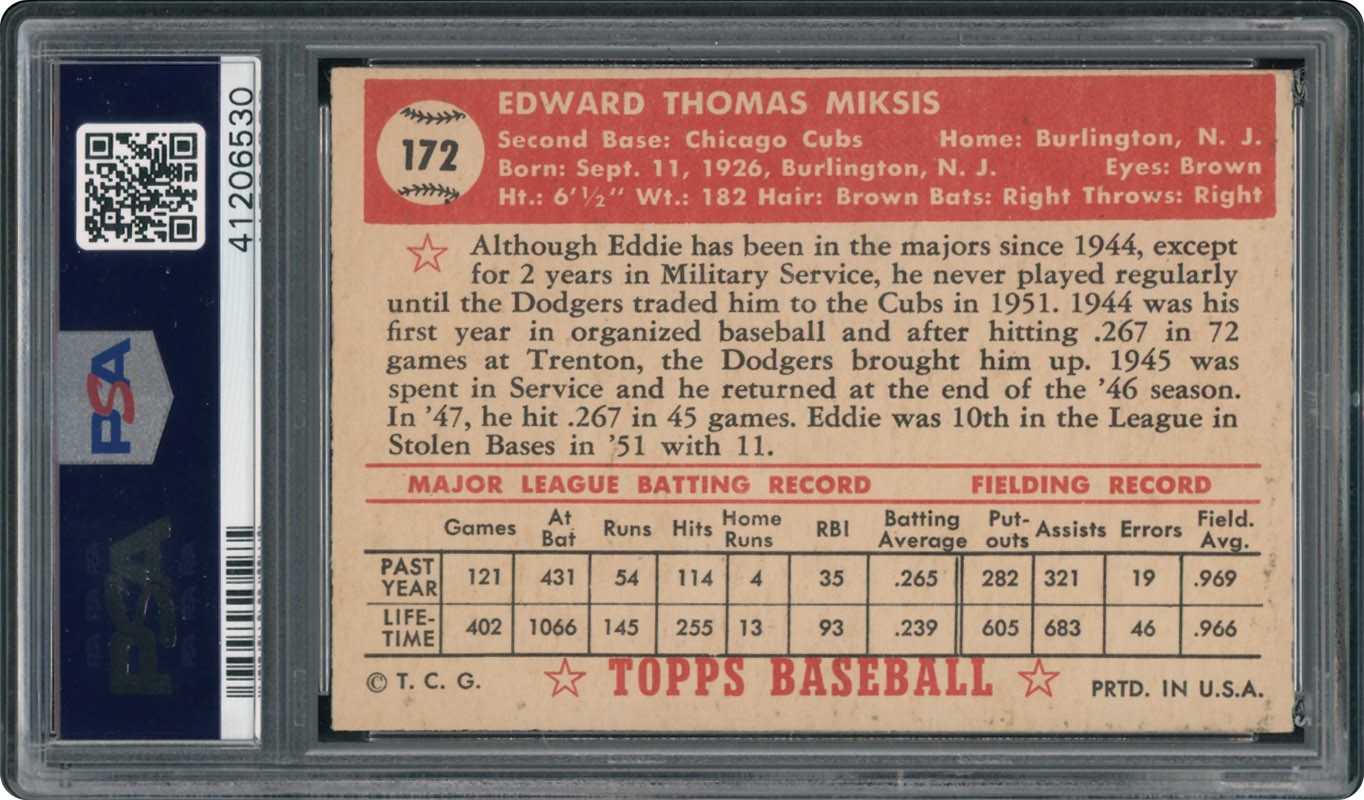 41206530
PSA
PSA
172
EDWARD THOMAS MIKSIS
Second Base: Chicago Cubs Home: Burlington, N. J.
Born: Sept. 11, 1926, Burlington, N. J. Eyes: Brown
Ht.: 6'½" Wt.: 182 Hair: Brown Bats: Right Throws: Right
Although Eddie has been in the majors since 1944, except
for 2 years in Military Service, he never played regularly
until the Dodgers traded him to the Cubs in 1951. 1944 was his
first year in organized baseball and after hitting .267 in 72
games at Trenton, the Dodgers brought him up. 1945 was
spent in Service and he returned at the end of the '46 season.
In '47, he hit .267 in 45 games. Eddie was 10th in the League in
Stolen Bases in '51 with 11.
MAJOR LEAGUE BATTING RECORD FIELDING RECORD
Games At Bat Runs Hits Home Runs RBI Batting Average Put-outs Assists Errors Field. Avg.
PAST YEAR 121 431 54 114 4 35 .265 282 321 19 .969
LIFE-TIME 402 1066 145 255 13 93 .239 605 683 46 .966
© T. C. G. TOPPS BASEBALL PRTD. IN U.S.A.